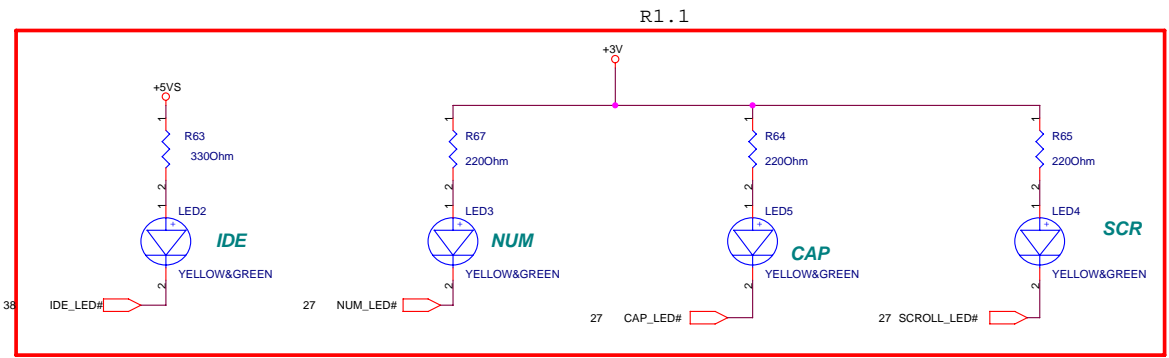 R1.1
+3V
+5VS
1
R63
330Ohm
2
1
LED2
+
IDE
YELLOW&GREEN
2
38 IDE_LED#
1
R67
220Ohm
2
1
LED3
+
NUM
YELLOW&GREEN
2
27 NUM_LED#
1
R64
220Ohm
2
1
LED5
+
CAP
YELLOW&GREEN
2
27 CAP_LED#
1
R65
220Ohm
2
1
LED4
+
SCR
YELLOW&GREEN
2
27 SCROLL_LED#